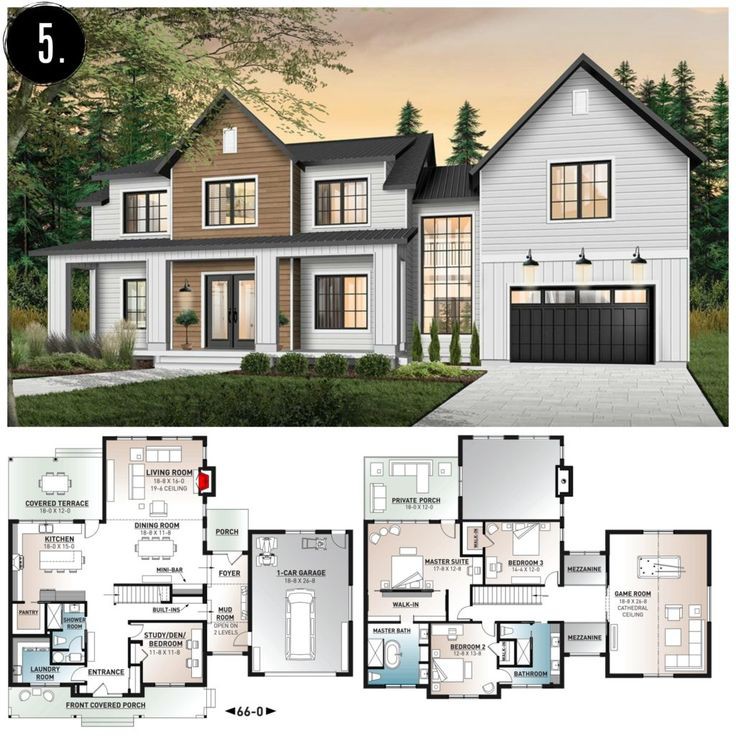 5.
LIVING ROOM
18-8 X 16-0
19-6 CEILING
COVERED TERRACE
18-0 X 12-0
DINING ROOM
18-8 X 11-8
KITCHEN
18-0 X 15-0
PORCH
FOYER
MINI-BAR
1-CAR GARAGE
18-8 X 26-8
BUILT-INS
MUD
ROOM
OPEN ON
2 LEVELS
PANTRY
SHOWER
ROOM
STUDY/DEN/
BEDROOM
11-8 X 11-8
LAUNDRY
ROOM
ENTRANCE
FRONT COVERED PORCH
66-0
PRIVATE PORCH
18-0 X 12-0
WALK-IN
MASTER SUITE
17-8 X 12-8
BEDROOM 3
14-4 X 12-0
MEZZANINE
GAME ROOM
18-8 X 26-8
CATHEDRAL
CEILING
WALK-IN
MASTER BATH
BEDROOM 2
12-8 X 13-8
WALK-IN
MEZZANINE
BATHROOM